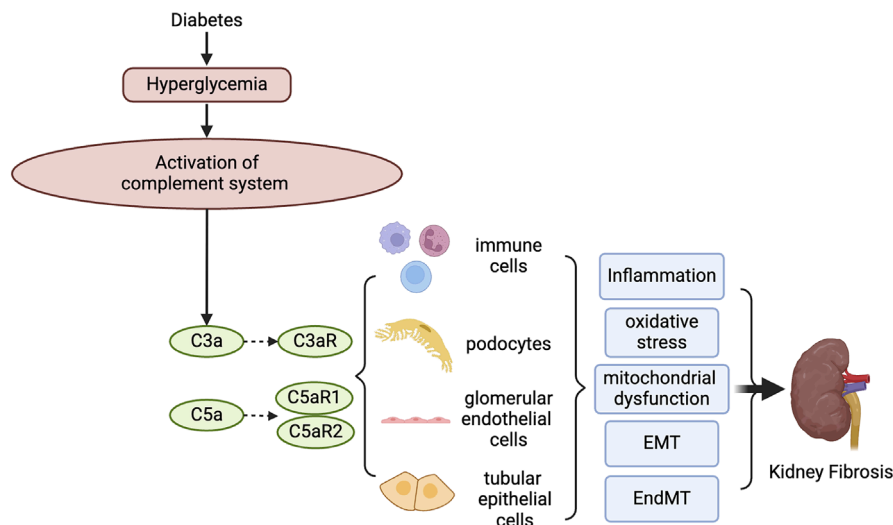 Diabetes
Hyperglycemia
Activation of
complement system
C3a
C3aR
C5a
C5aR1
C5aR2
immune
cells
podocytes
glomerular
endothelial
cells
tubular
epithelial
cells
Inflammation
oxidative
stress
mitochondrial
dysfunction
EMT
EndMT
Kidney Fibrosis